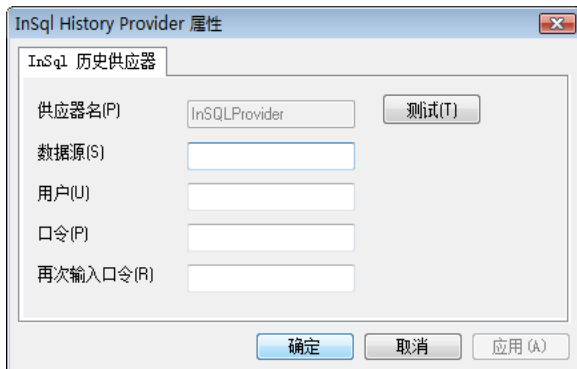 InSql History Provider 属性
InSql 历史供应器
供应器名(P) InSQLProvider 测试(T)
数据源(S)
用户(U)
口令(P)
再次输入口令(R)
确定 取消 应用(A)